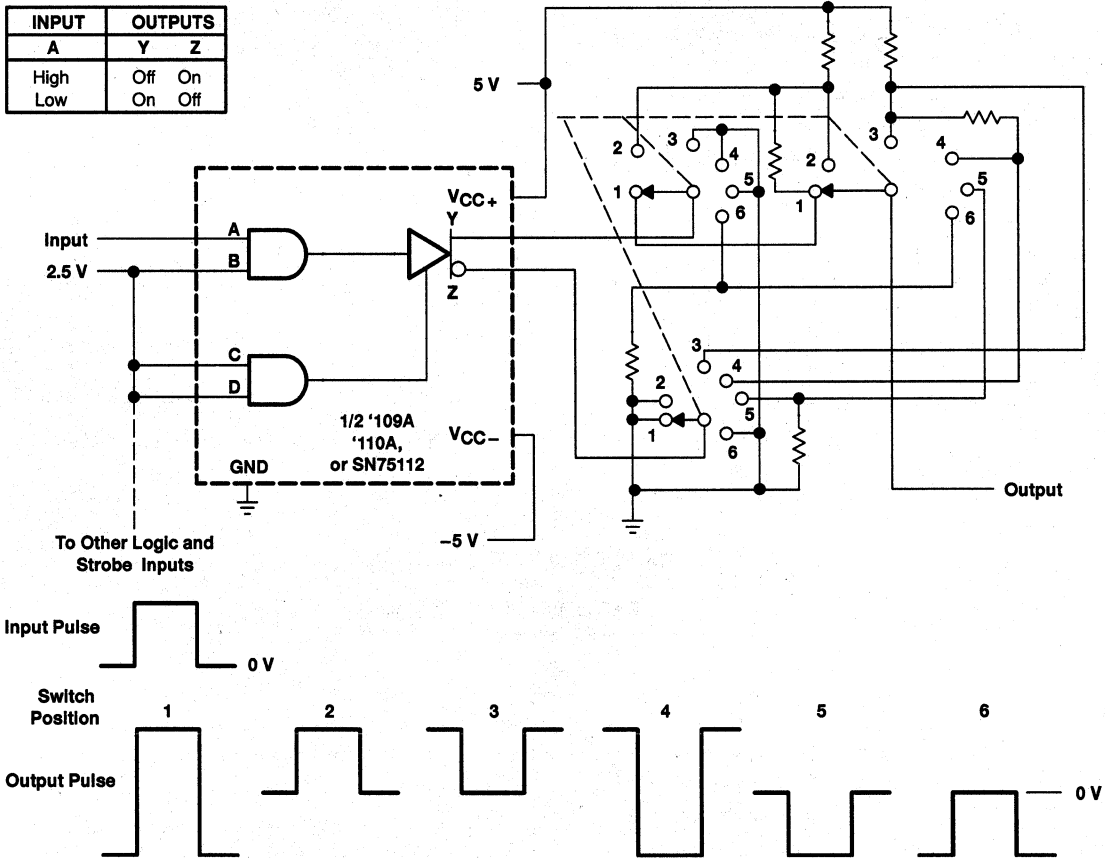 INPUT OUTPUTS
A Y Z
High Off On
Low On Off
5 V
3
2
4
5
1
6
2
1
3
4
5
6
VCC+
Y
Input
A
2.5 V
B
Z
C
D
3
4
2
5
1
6
1/2 '109A
'110A,
or SN75112
VCC–
GND
Output
–5 V
To Other Logic and
Strobe Inputs
Input Pulse
0 V
Switch
Position
1 2 3 4 5 6
Output Pulse
0 V